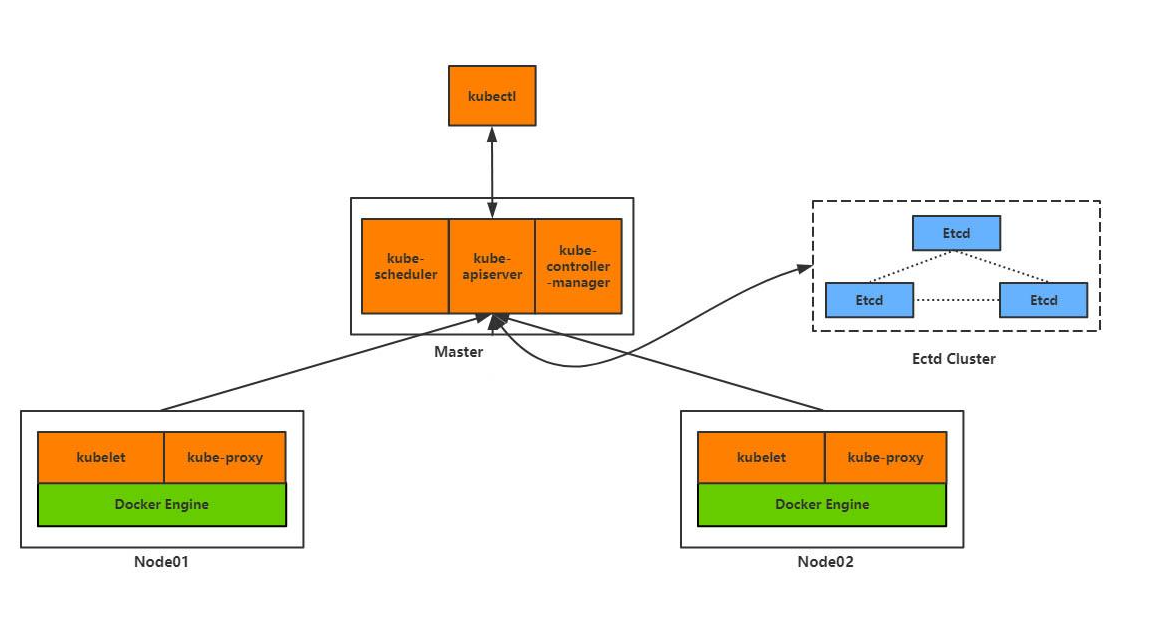 kubectl
kube-
scheduler
kube-
apiserver
kube-
controller
-manager
Master
Etcd
Etcd
Etcd
Ectd Cluster
kubelet
kube-proxy
Docker Engine
Node01
kubelet
kube-proxy
Docker Engine
Node02